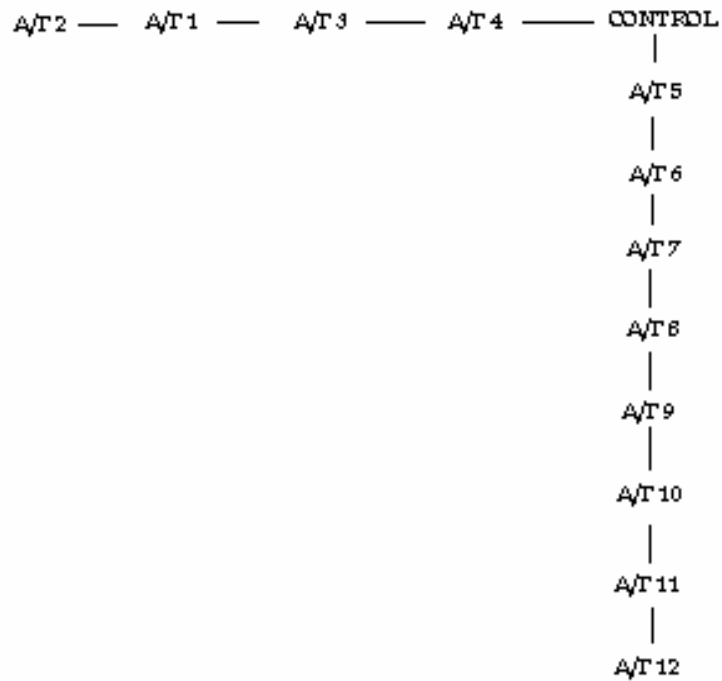 A/T 2 — A/T 1 — A/T 3 — A/T 4 — CONTROL
A/T 5
A/T 6
A/T 7
A/T 8
A/T 9
A/T 10
A/T 11
A/T 12